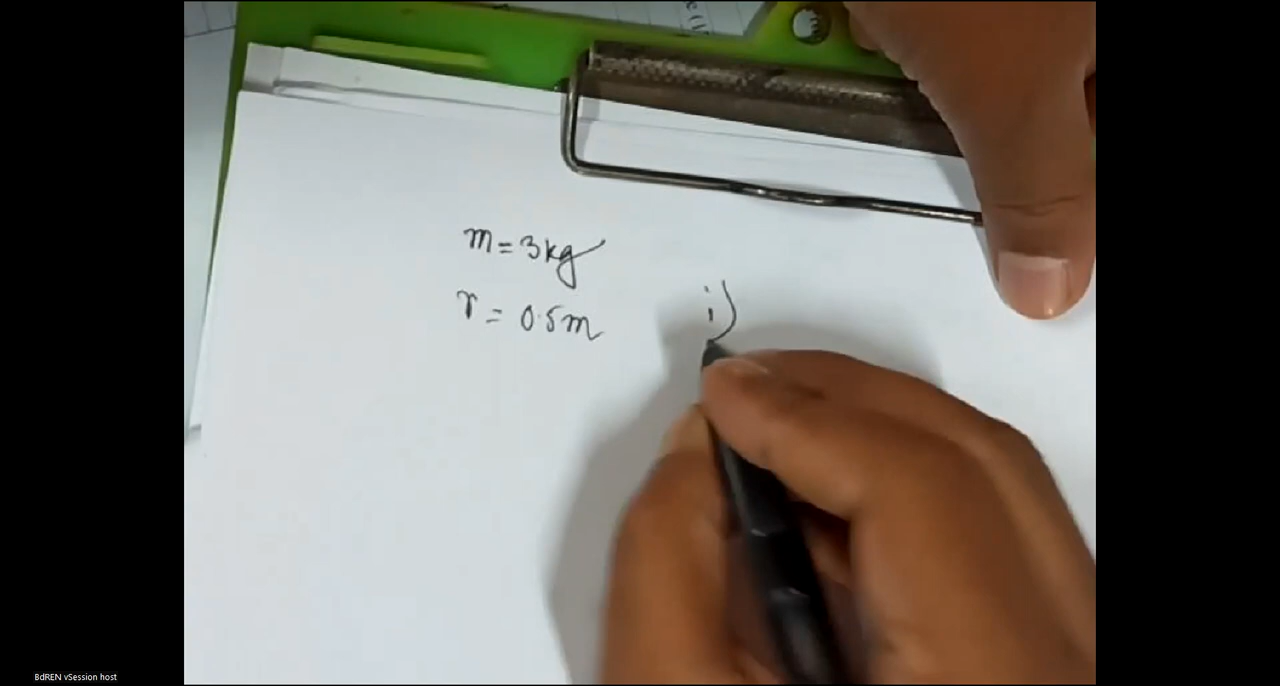 m = 3kg
r = 0.5m
i)
BdREN vSession host